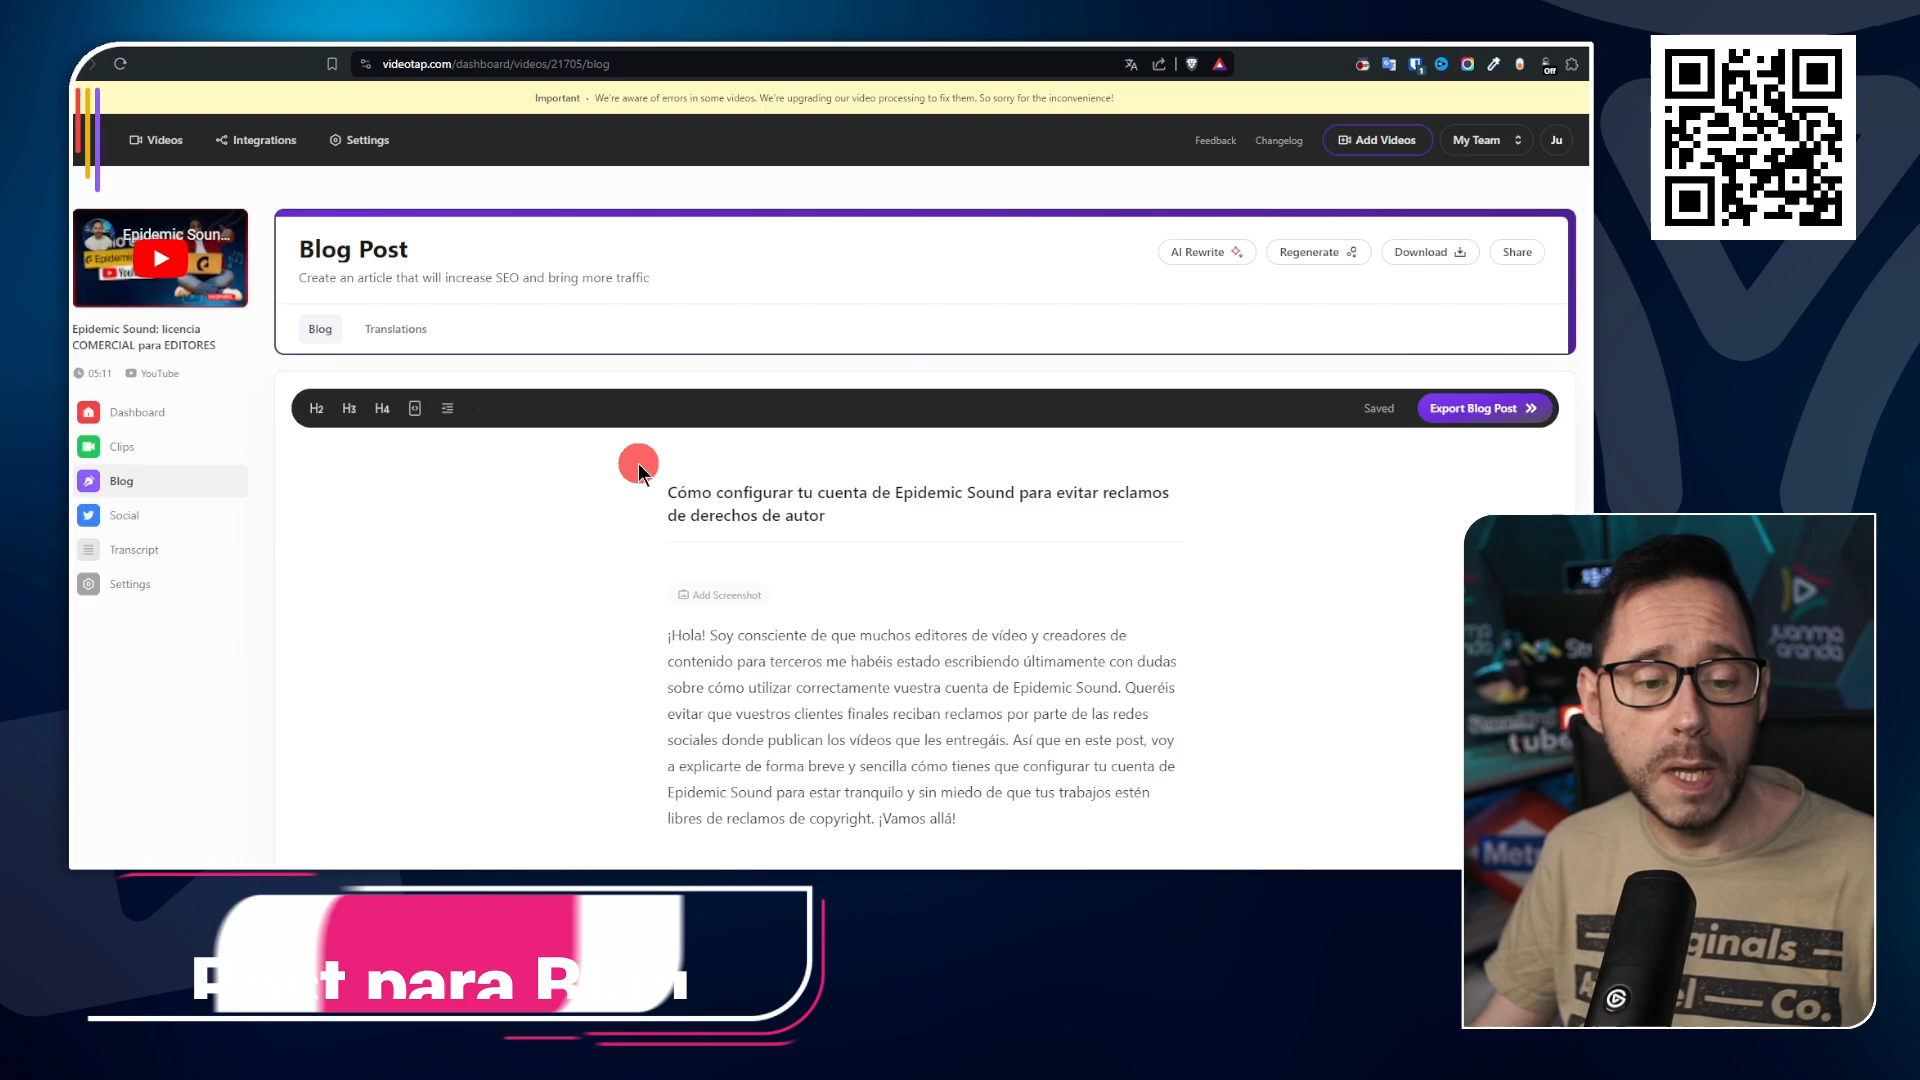 videotap.com/dashboard/videos/21705/blog
Off
Important · We're aware of errors in some videos. We're upgrading our video processing to fix them. So sorry for the inconvenience!
Videos
Integrations
Settings
Feedback
Changelog
Add Videos
My Team
Ju
Epidemic Soun...
Epidemic Sound: licencia
COMERCIAL para EDITORES
05:11
YouTube
Dashboard
Clips
Blog
Social
Transcript
Settings
Blog Post
Create an article that will increase SEO and bring more traffic
AI Rewrite
Regenerate
Download
Share
Blog
Translations
H2
H3
H4
Saved
Export Blog Post
Cómo configurar tu cuenta de Epidemic Sound para evitar reclamos
de derechos de autor
Add Screenshot
¡Hola! Soy consciente de que muchos editores de vídeo y creadores de
contenido para terceros me habéis estado escribiendo últimamente con dudas
sobre cómo utilizar correctamente vuestra cuenta de Epidemic Sound. Queréis
evitar que vuestros clientes finales reciban reclamos por parte de las redes
sociales donde publican los vídeos que les entregáis. Así que en este post, voy
a explicarte de forma breve y sencilla cómo tienes que configurar tu cuenta de
Epidemic Sound para estar tranquilo y sin miedo de que tus trabajos estén
libres de reclamos de copyright. ¡Vamos allá!
juanma
aranda
Post para Blog
Co.